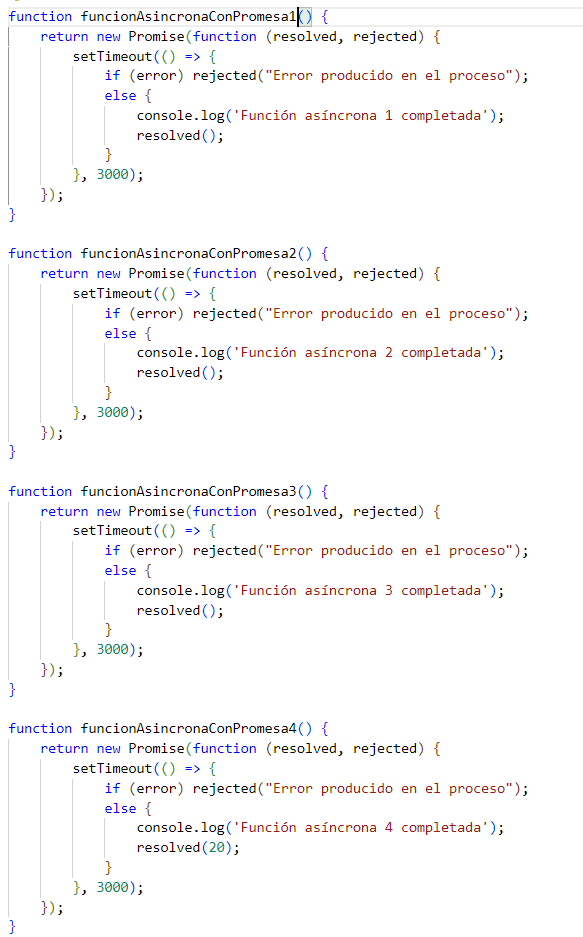 function funcionAsincronaConPromesa1() {
    return new Promise(function (resolved, rejected) {
        setTimeout(() => {
            if (error) rejected("Error producido en el proceso");
            else {
                console.log('Función asíncrona 1 completada');
                resolved();
            }
        }, 3000);
    });
}

function funcionAsincronaConPromesa2() {
    return new Promise(function (resolved, rejected) {
        setTimeout(() => {
            if (error) rejected("Error producido en el proceso");
            else {
                console.log('Función asíncrona 2 completada');
                resolved();
            }
        }, 3000);
    });
}

function funcionAsincronaConPromesa3() {
    return new Promise(function (resolved, rejected) {
        setTimeout(() => {
            if (error) rejected("Error producido en el proceso");
            else {
                console.log('Función asíncrona 3 completada');
                resolved();
            }
        }, 3000);
    });
}

function funcionAsincronaConPromesa4() {
    return new Promise(function (resolved, rejected) {
        setTimeout(() => {
            if (error) rejected("Error producido en el proceso");
            else {
                console.log('Función asíncrona 4 completada');
                resolved(20);
            }
        }, 3000);
    });
}